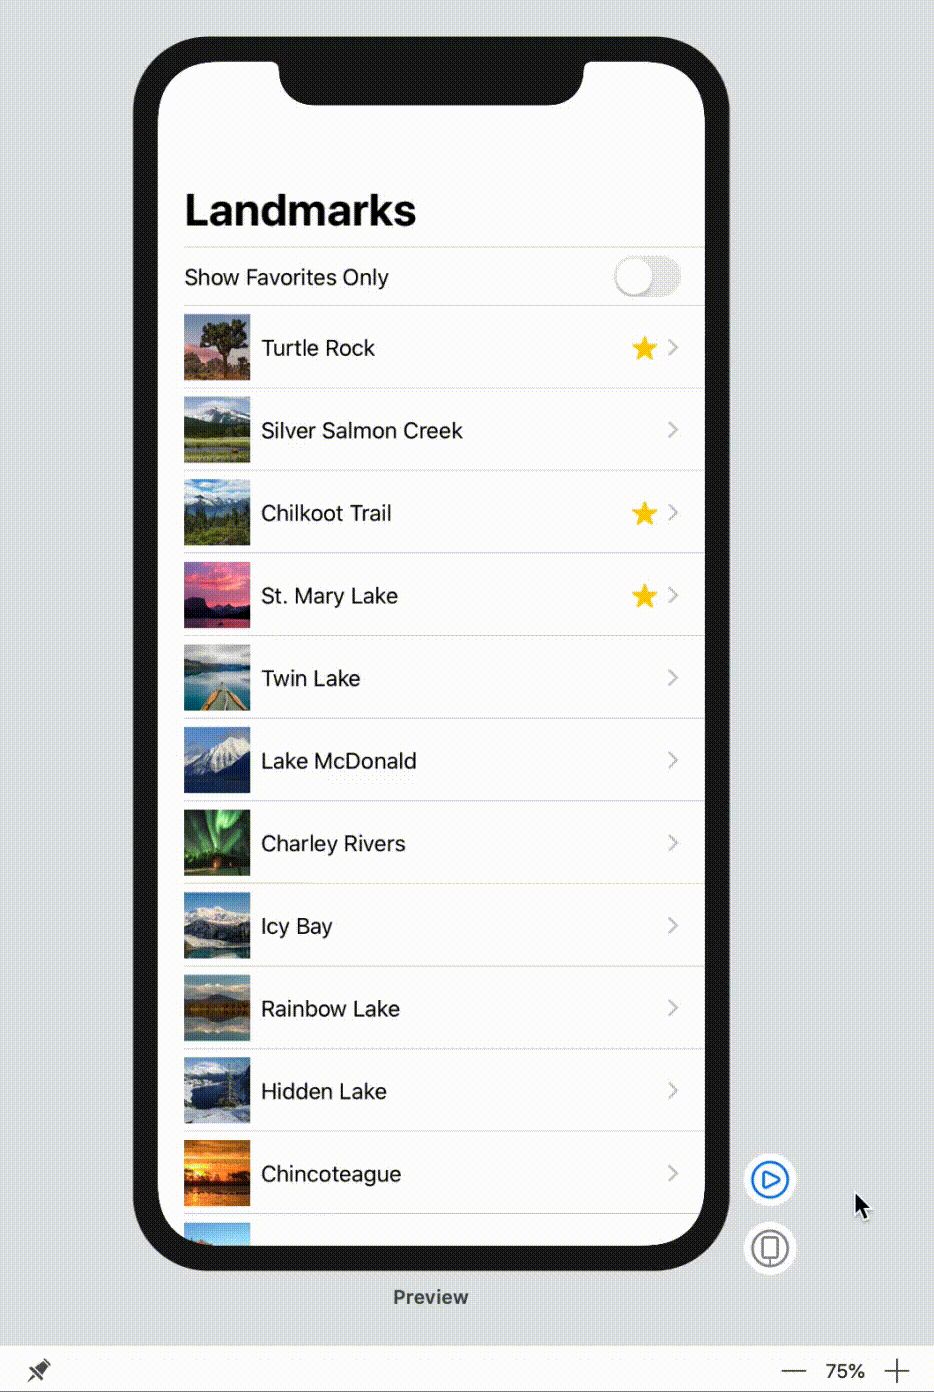 Landmarks
Show Favorites Only
Turtle Rock
Silver Salmon Creek
Chilkoot Trail
St. Mary Lake
Twin Lake
Lake McDonald
Charley Rivers
Icy Bay
Rainbow Lake
Hidden Lake
Chincoteague
Preview
75%